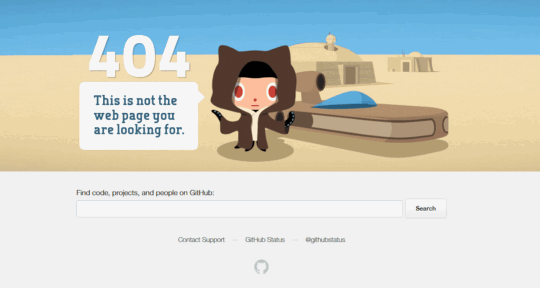 404
This is not the
web page you
are looking for.
Find code, projects, and people on GitHub:
Search
Contact Support — GitHub Status — @githubstatus